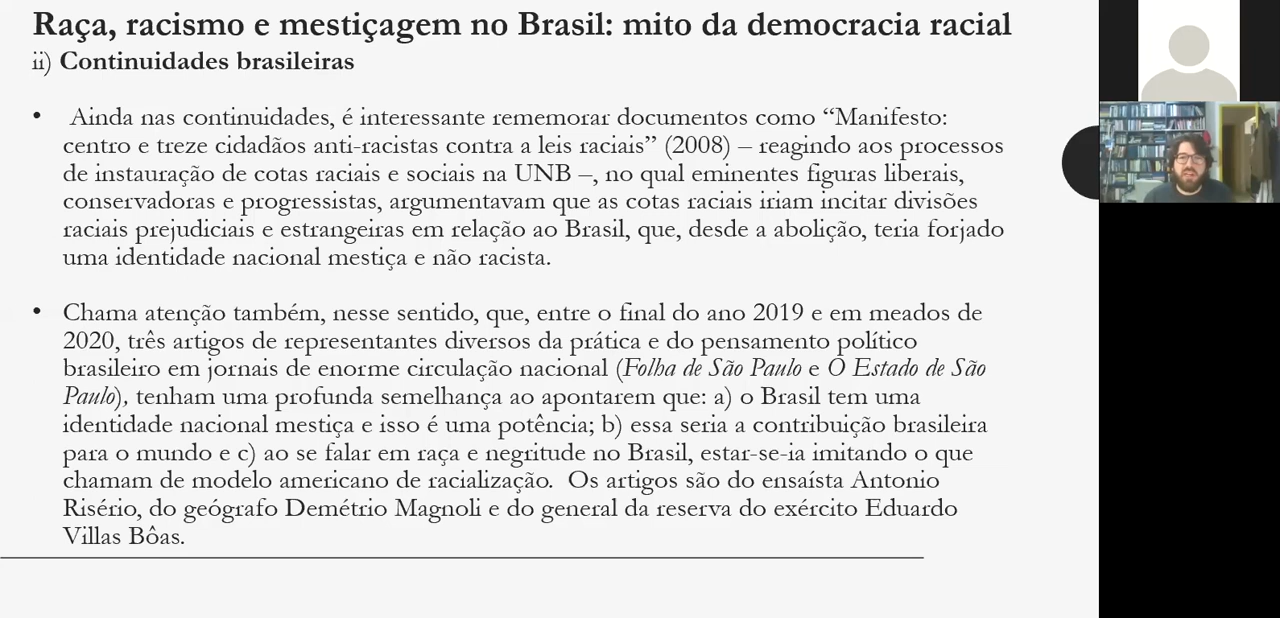 Raça, racismo e mestiçagem no Brasil: mito da democracia racial
ii) Continuidades brasileiras
• Ainda nas continuidades, é interessante rememorar documentos como “Manifesto:
centro e treze cidadãos anti-racistas contra a leis raciais” (2008) – reagindo aos processos
de instauração de cotas raciais e sociais na UNB –, no qual eminentes figuras liberais,
conservadoras e progressistas, argumentavam que as cotas raciais iriam incitar divisões
raciais prejudiciais e estrangeiras em relação ao Brasil, que, desde a abolição, teria forjado
uma identidade nacional mestiça e não racista.
• Chama atenção também, nesse sentido, que, entre o final do ano 2019 e em meados de
2020, três artigos de representantes diversos da prática e do pensamento político
brasileiro em jornais de enorme circulação nacional (Folha de São Paulo e O Estado de São
Paulo), tenham uma profunda semelhança ao apontarem que: a) o Brasil tem uma
identidade nacional mestiça e isso é uma potência; b) essa seria a contribuição brasileira
para o mundo e c) ao se falar em raça e negritude no Brasil, estar-se-ia imitando o que
chamam de modelo americano de racialização. Os artigos são do ensaísta Antonio
Risério, do geógrafo Demétrio Magnoli e do general da reserva do exército Eduardo
Villas Bôas.